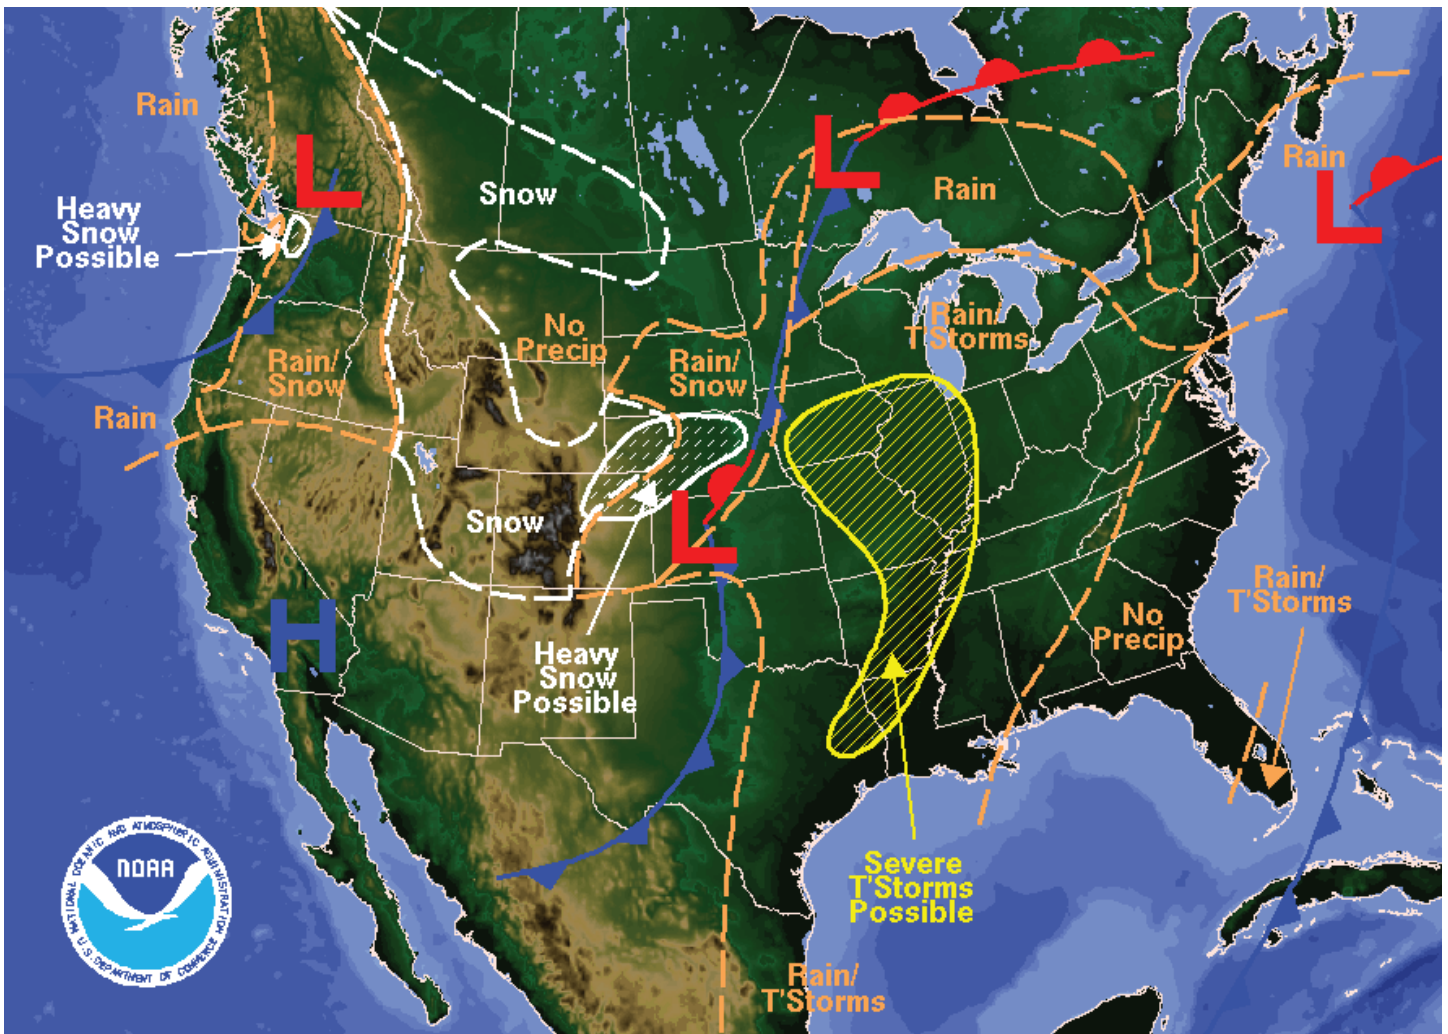 Rain
L
L
Rain
Rain
L
Snow
Heavy
Snow
Possible
No
Precip
Rain/
T'Storms
Rain/
Snow
Rain/
Snow
Rain
Snow
L
H
Heavy
Snow
Possible
No
Precip
Rain/
T'Storms
Severe
T'Storms
Possible
Rain/
T'Storms
NATIONAL OCEANIC AND ATMOSPHERIC ADMINISTRATION
NOAA
U.S. DEPARTMENT OF COMMERCE